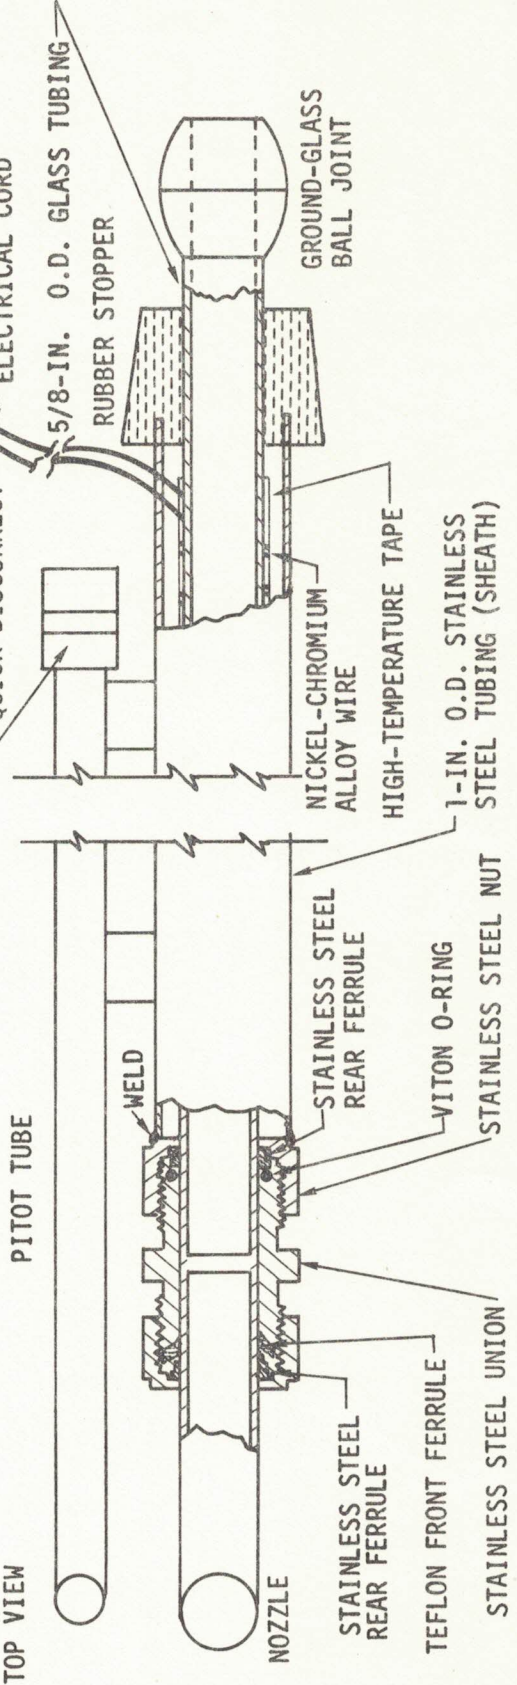 TOP VIEW
PITOT TUBE
ELECTRICAL CORD
5/8-IN. O.D. GLASS TUBING
RUBBER STOPPER
WELD
GROUND-GLASS
BALL JOINT
NOZZLE
STAINLESS STEEL
REAR FERRULE
NICKEL-CHROMIUM
ALLOY WIRE
STAINLESS STEEL
REAR FERRULE
HIGH-TEMPERATURE TAPE
TEFLON FRONT FERRULE
VITON O-RING
1-IN. O.D. STAINLESS
STEEL TUBING (SHEATH)
STAINLESS STEEL UNION
STAINLESS STEEL NUT